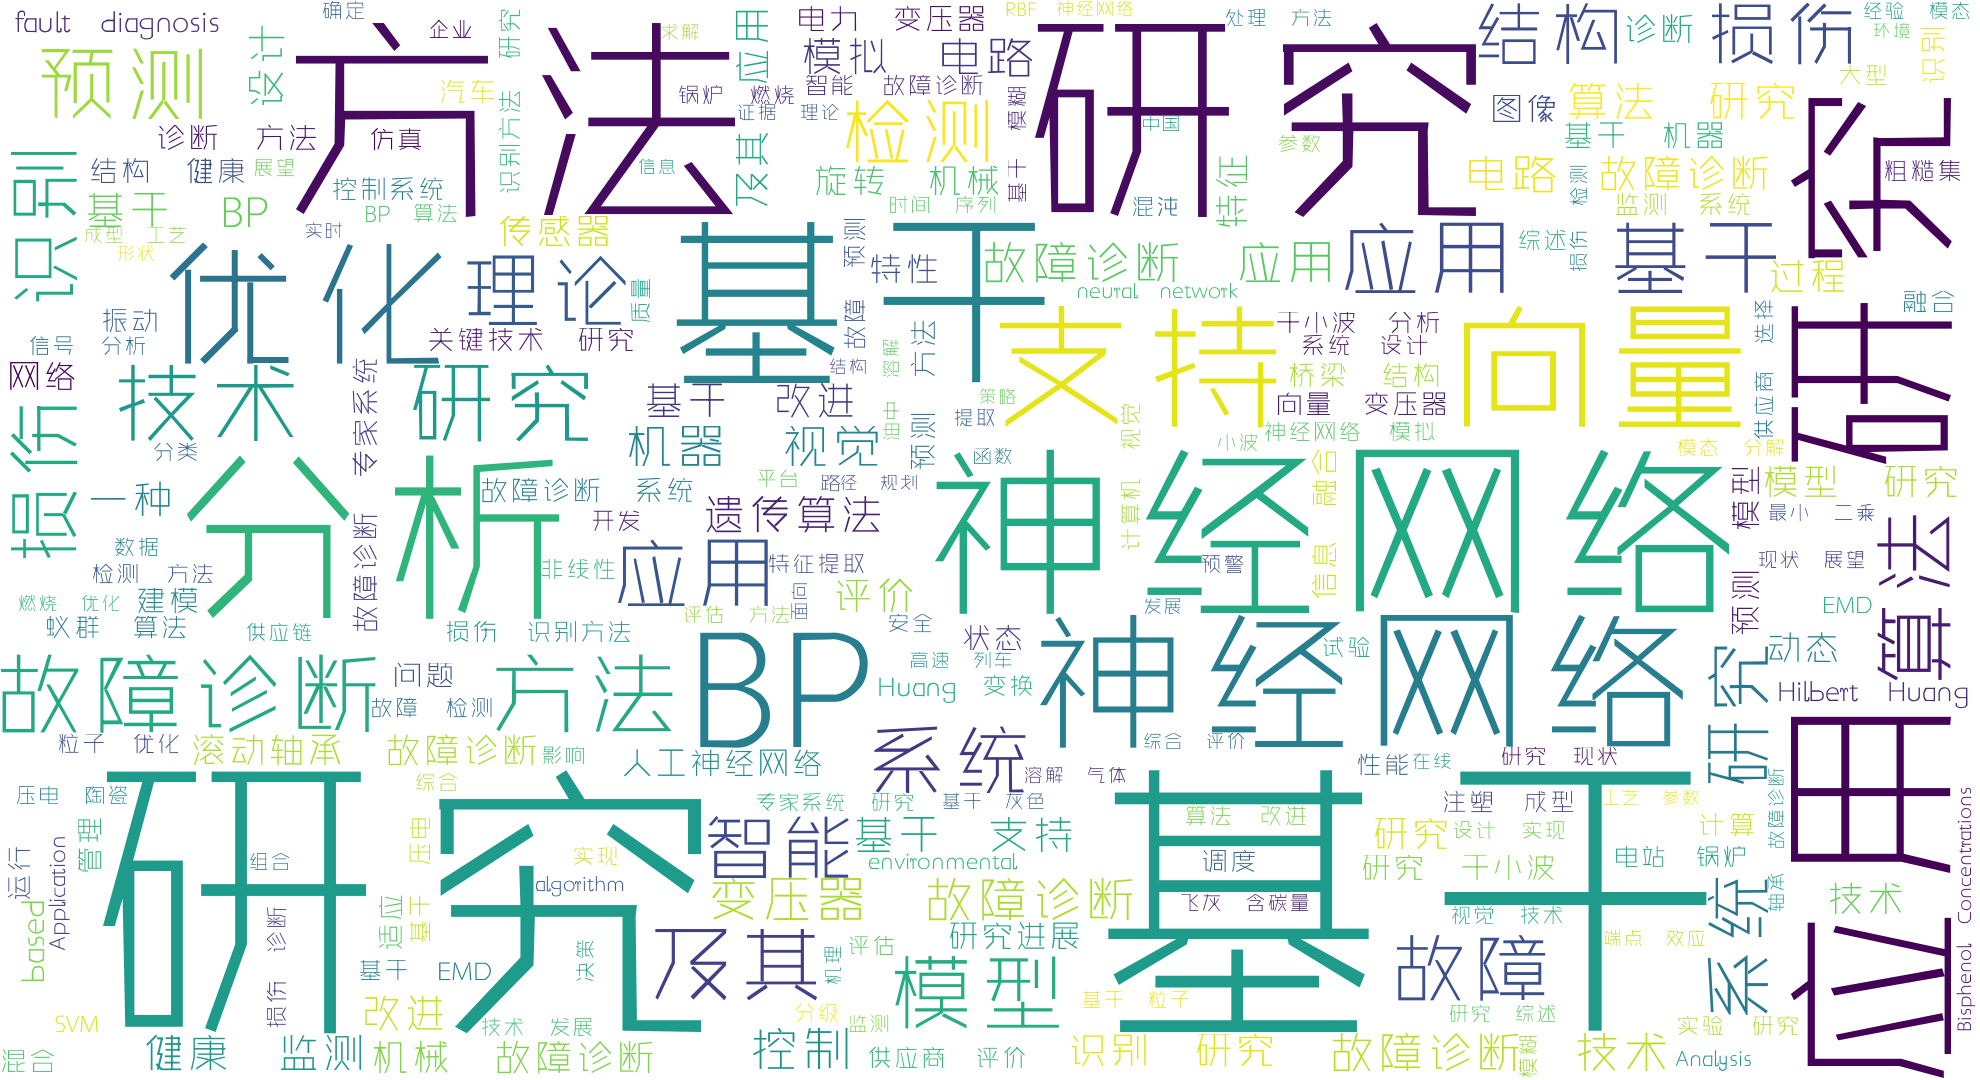 fault diagnosis
确定
企业
研究
应用
求解
电力 变压器
RBF 神经网络
处理 方法
结构
诊断
损伤
经验 模态
环境
识别
预测
设计
方法
汽车
模拟 电路
智能 故障诊断
研究
锅炉 燃烧
证据 理论
模糊
中国
大型
图像
算法 研究
基于 机器
诊断 方法
仿真
识别方法
及其
检测
参数
电路 故障诊断
检测
粗糙集
研究
识别
结构 健康
展望
控制系统
信息
旋转 机械
基于
特征
监测 系统
基于 BP
BP 算法
时间 序列
混沌
成型 工艺
实时
形状
传感器
优化
理论
基于
预测
特性
故障诊断 应用
应用
综述
损伤
基于
过程
质量
neural network
振动
信号 分析
关键技术 研究
故障
方法
溶解
支持 向量
于小波 分析
系统 设计
选择
融合
网络
技术 研究
专家系统
结构
桥梁 结构
基于 改进
策略
向量 变压器
供应商
研究
损伤
分类
机器 视觉
油中
预测
提取
视觉
小波
神经网络 模拟
模态 分解
一种
分析
故障诊断 系统
平台 路径 规划
函数
神经网络
信息 融合
模型
模型 研究
最小 二乘
数据
故障诊断
开发
遗传算法
计算机
算法
检测 方法
非线性
应用
特征提取
预警
现状 展望
燃烧 优化
建模
评估 方法
面向
评价
发展
预测
EMD
蚁群 算法
供应链
损伤 识别方法
安全
状态
试验
动态
故障诊断 方法
问题
BP 神经网络
高速 列车
Huang 变换
研究
Hilbert Huang
故障 检测
粒子 优化
滚动轴承 故障诊断
影响
人工神经网络
系统
综合 评价
研究 现状
性能
在线
应用
压电 陶瓷
综合
溶解 气体
研究
专家系统 研究
基于 灰色
基于
算法 改进
注塑 成型
工艺 参数
故障诊断
Bisphenol Concentrations
管理
运行
压电
智能
基于 支持
研究
设计 实现
计算
Application
组合
实现
environmental
调度
研究 于小波
电站 锅炉
algorithm
变压器 故障诊断
飞灰 含碳量
视觉 技术
系统
轴承
技术
based
适应
基于
诊断
决策
及其
评估
研究进展
故障
端点 效应
基于 EMD
机理
模型
损伤
SVM
改进
技术 发展
分级
监测
基于 粒子
研究 综述
实验 研究
混合
健康 监测
机械 故障诊断
控制
供应商 评价
识别 研究
故障诊断
模糊
技术
Analysis